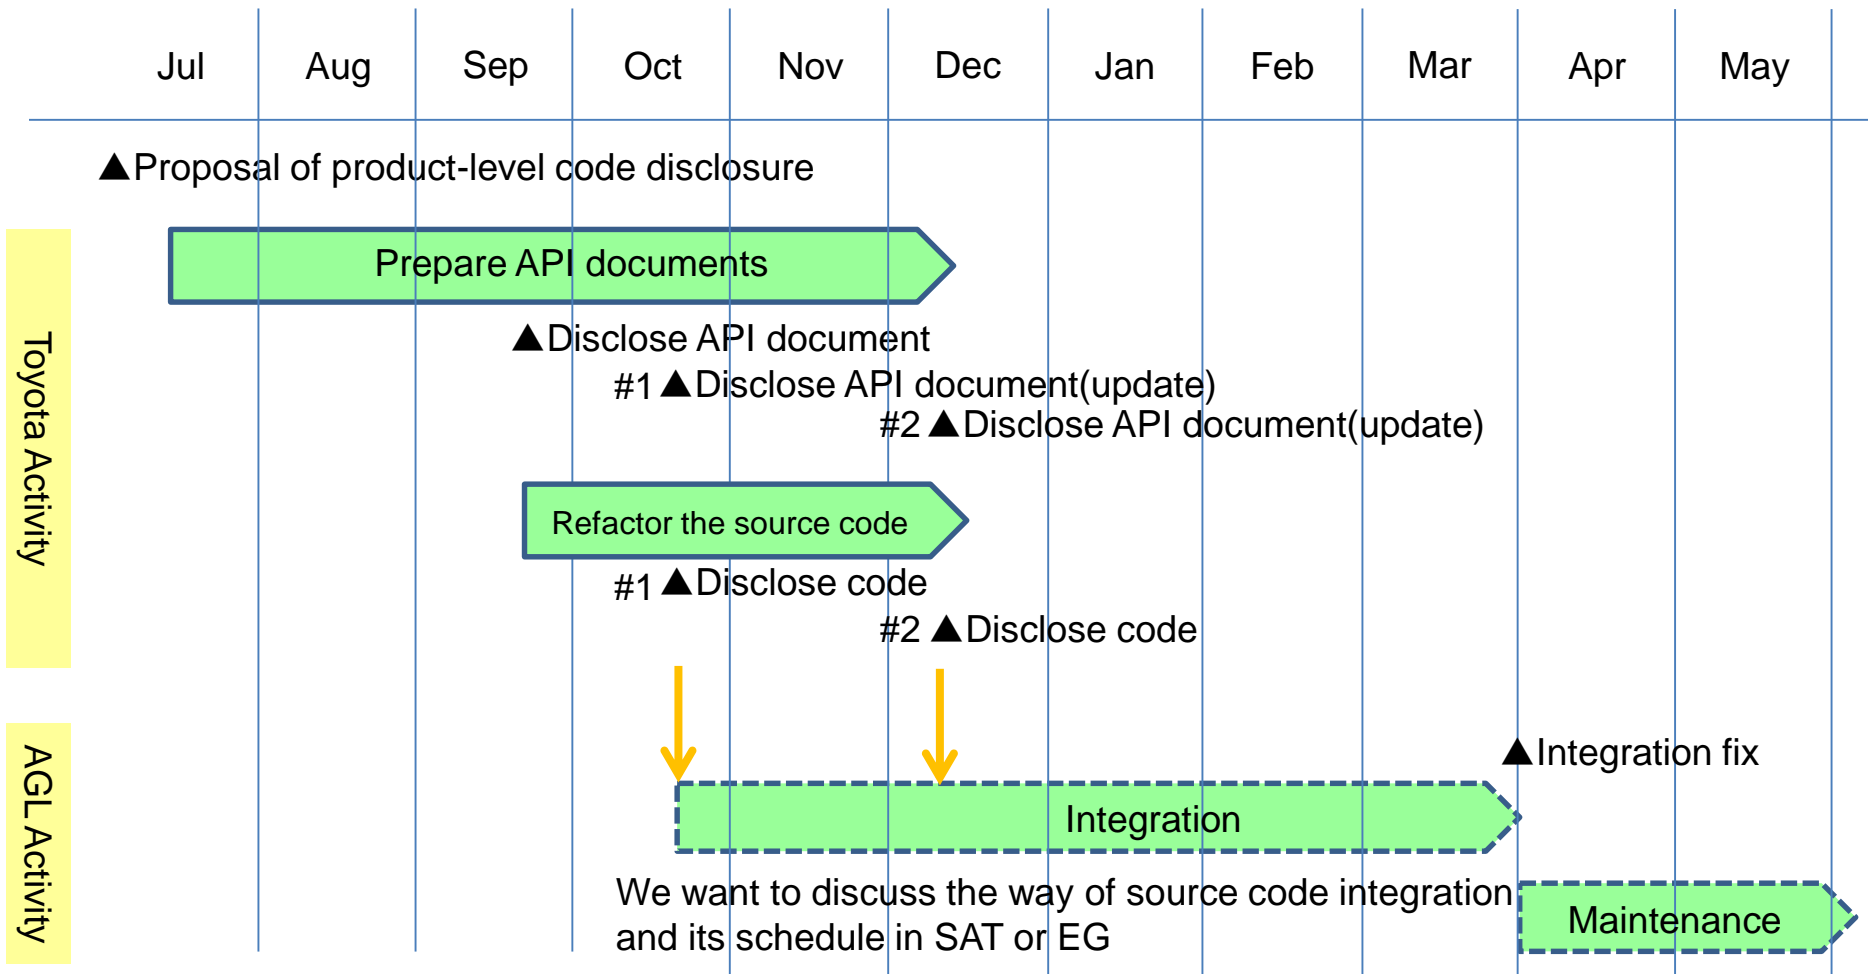 Jul Aug Sep Oct Nov Dec Jan Feb Mar Apr May
▲Proposal of product-level code disclosure
Toyota Activity
Prepare API documents
▲Disclose API document
#1 ▲Disclose API document(update)
#2 ▲Disclose API document(update)
Refactor the source code
#1 ▲Disclose code
#2 ▲Disclose code
AGL Activity
▲Integration fix
Integration
We want to discuss the way of source code integration
and its schedule in SAT or EG
Maintenance